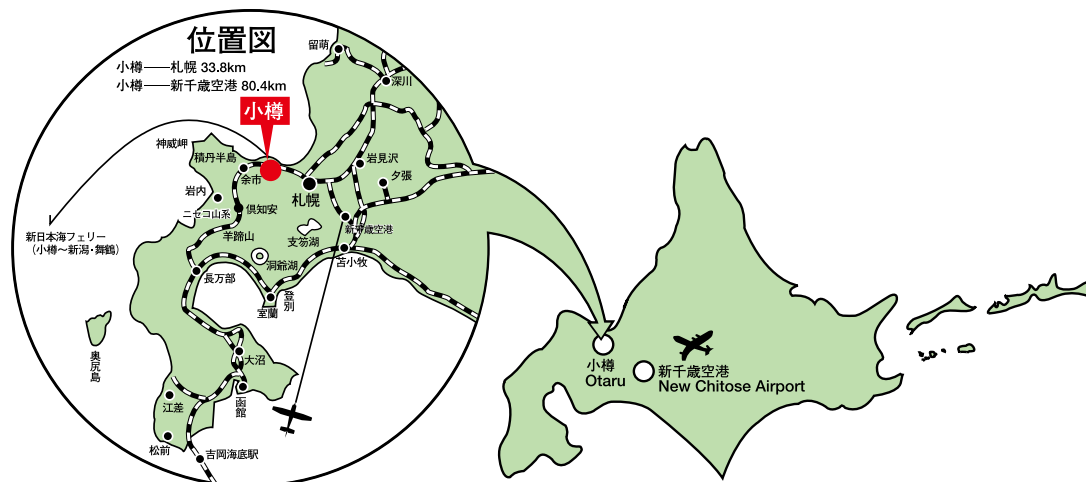 位置図
小樽――札幌 33.8km
小樽――新千歳空港 80.4km
小樽
留萌
深川
神威岬
積丹半島
余市
岩見沢
夕張
札幌
岩内
ニセコ山系
倶知安
羊蹄山
支笏湖
新千歳空港
新日本海フェリー
(小樽〜新潟・舞鶴)
洞爺湖
苫小牧
長万部
室蘭
登別
奥尻島
大沼
函館
江差
松前
吉岡海底駅
小樽
Otaru
新千歳空港
New Chitose Airport